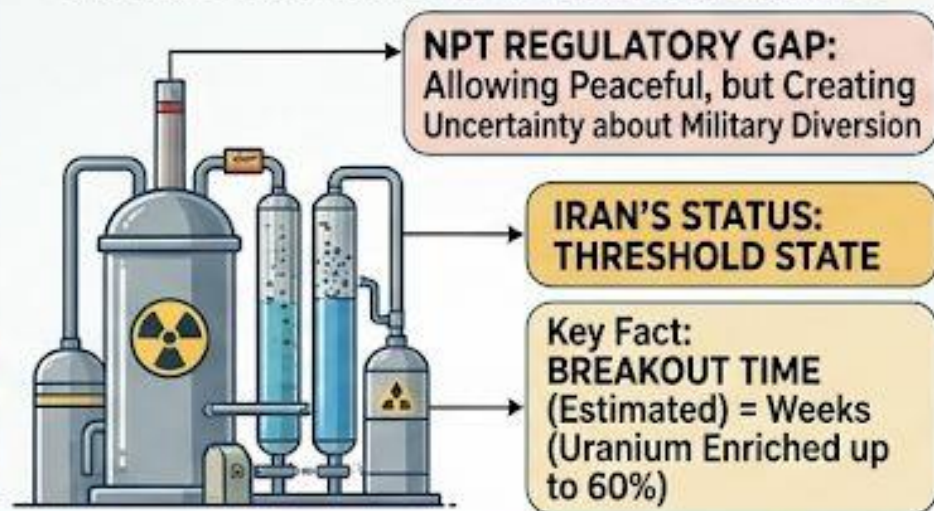 NPT REGULATORY GAP:
Allowing Peaceful, but Creating
Uncertainty about Military Diversion
IRAN'S STATUS:
THRESHOLD STATE
Key Fact:
BREAKOUT TIME
(Estimated) = Weeks
(Uranium Enriched up
to 60%)